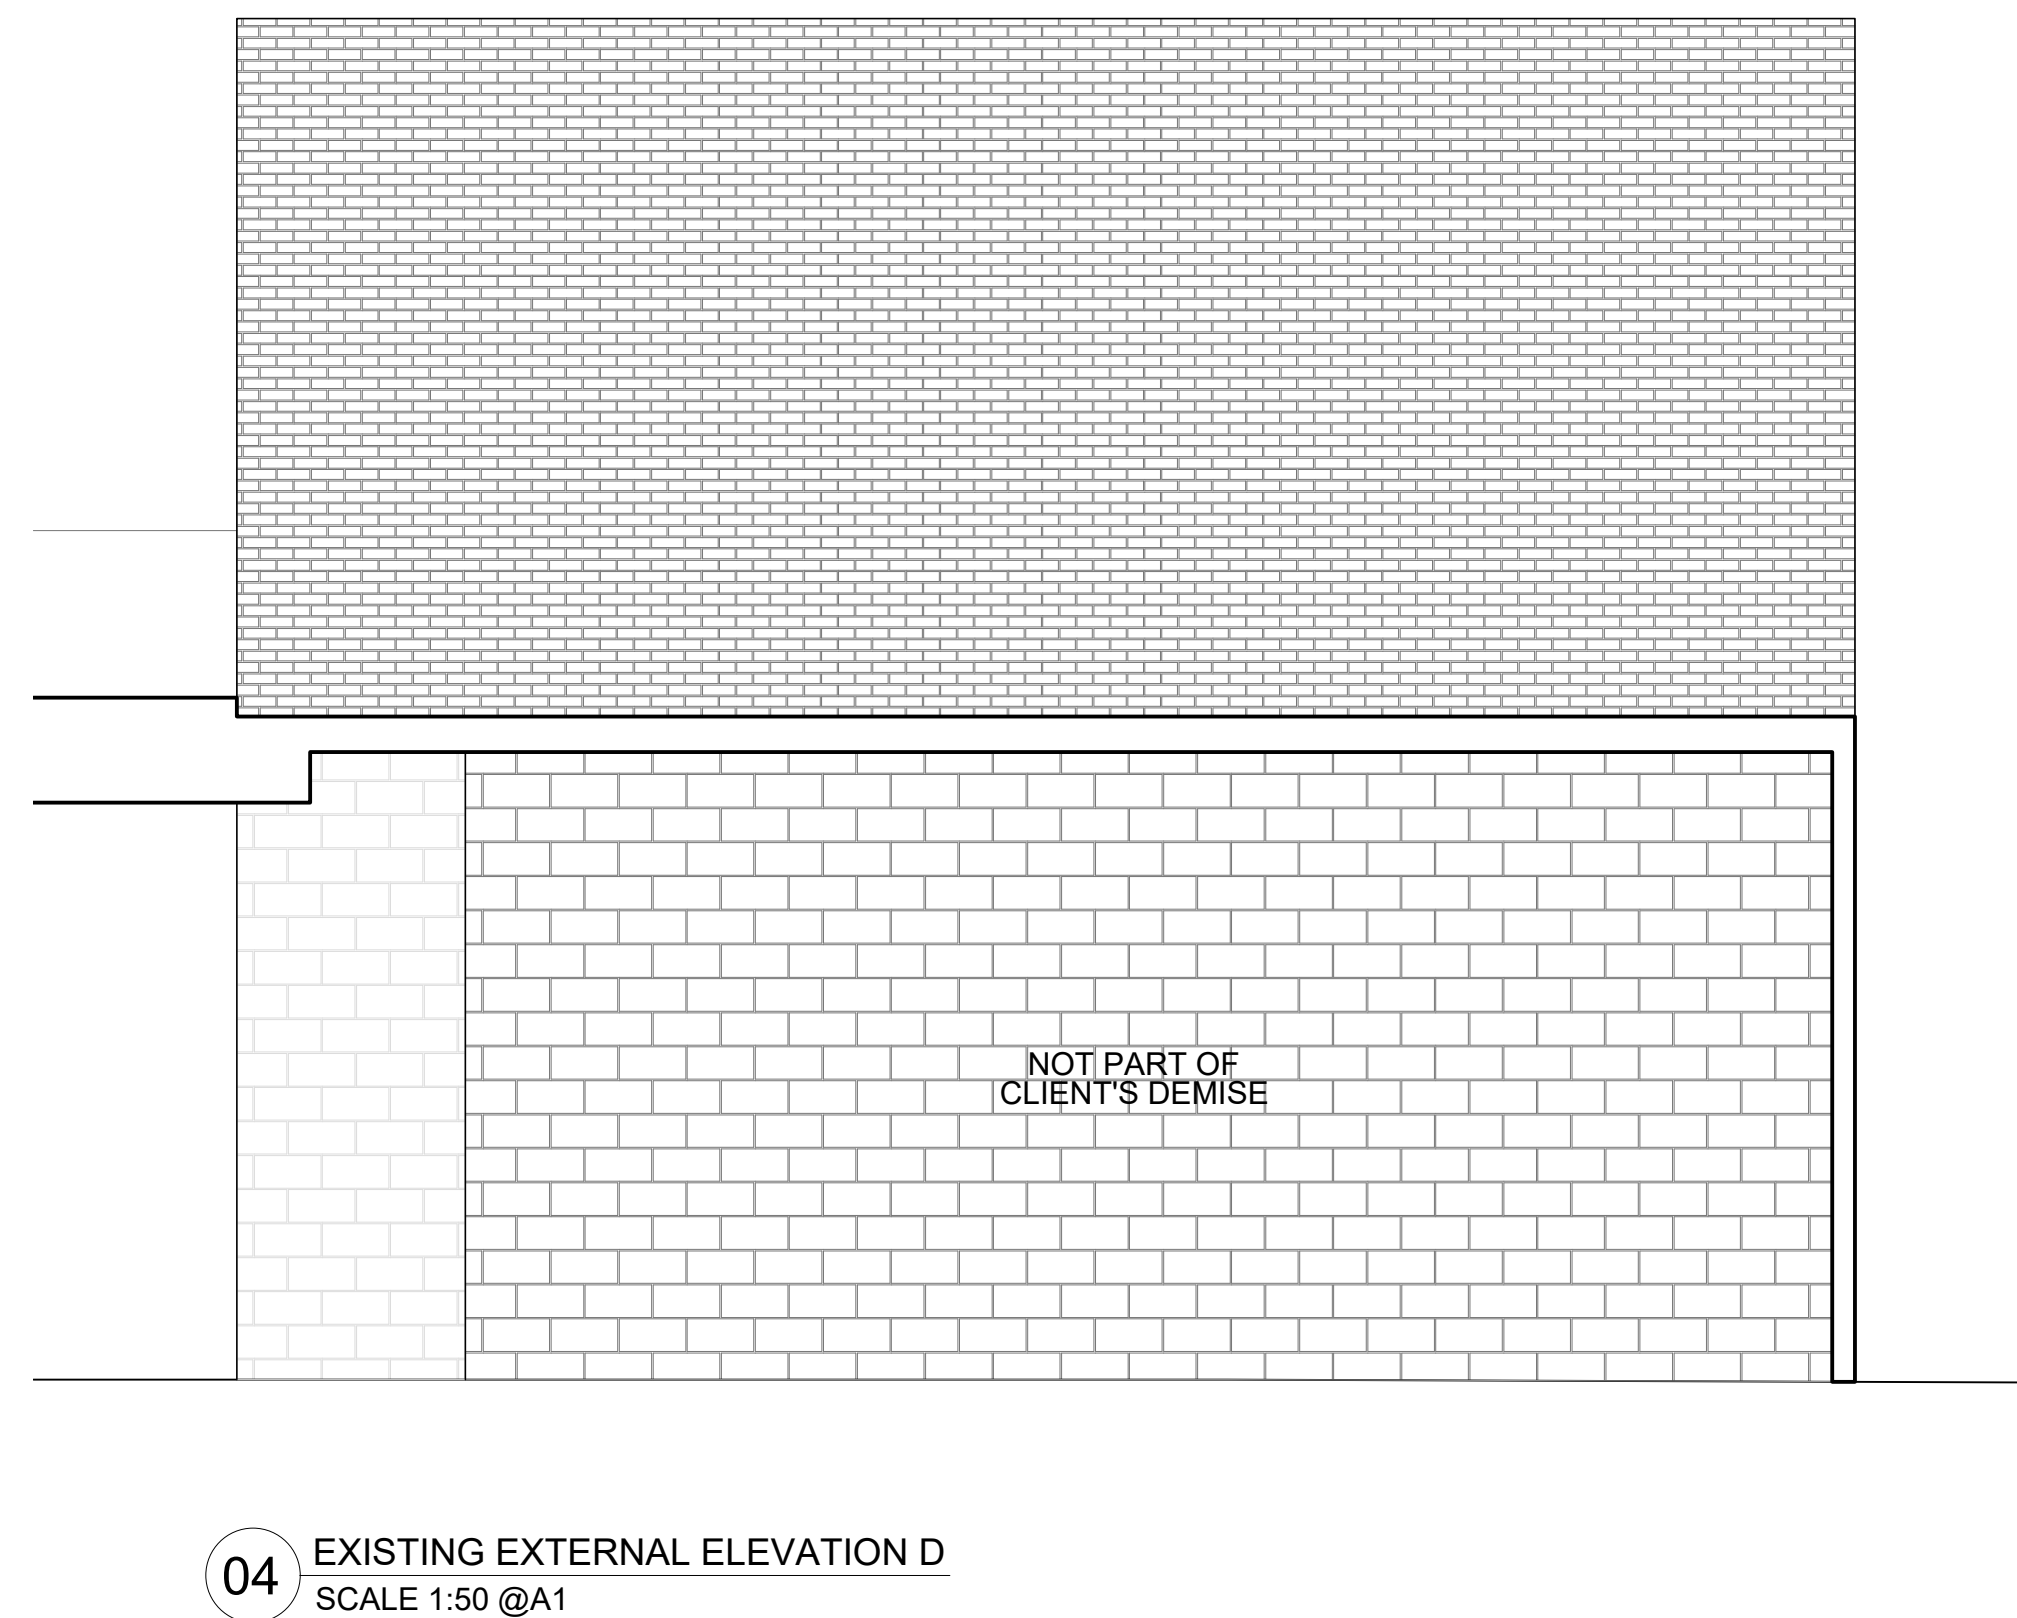 NOT PART OF
CLIENT'S DEMISE
04
EXISTING EXTERNAL ELEVATION D
SCALE 1:50 @A1